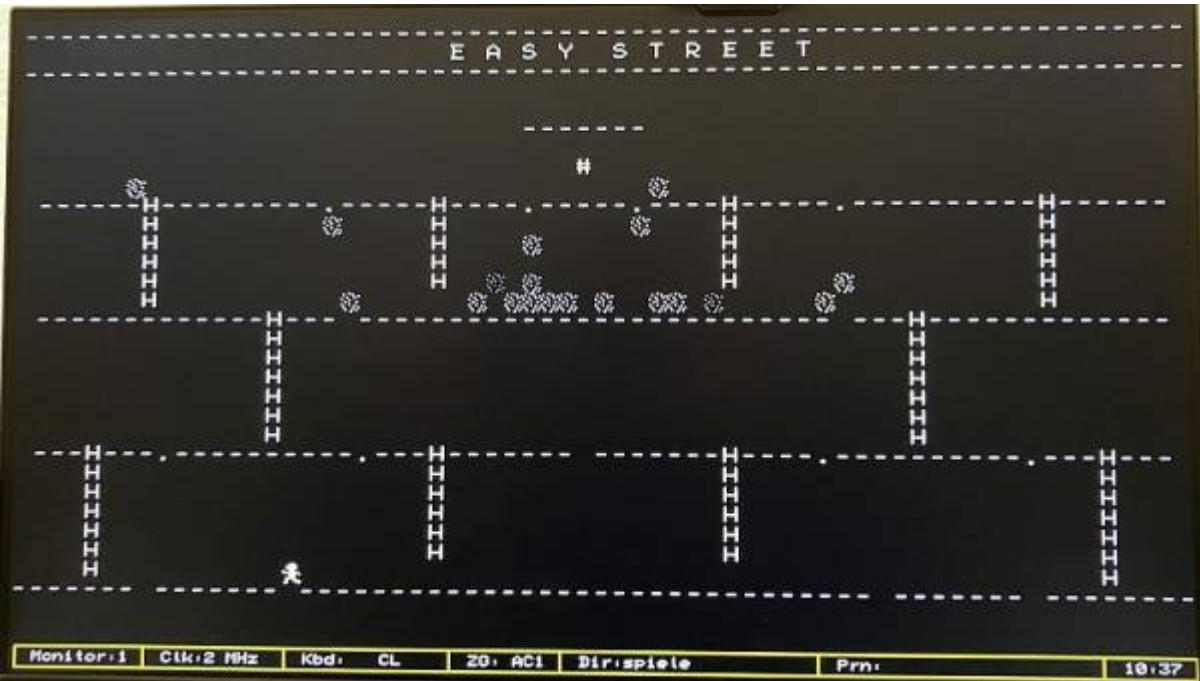 E A S Y   S T R E E T
Monitor:1 Clk:2 MHz Kbd: CL ZG: AC1 Dir:spiele Prn: 10:37